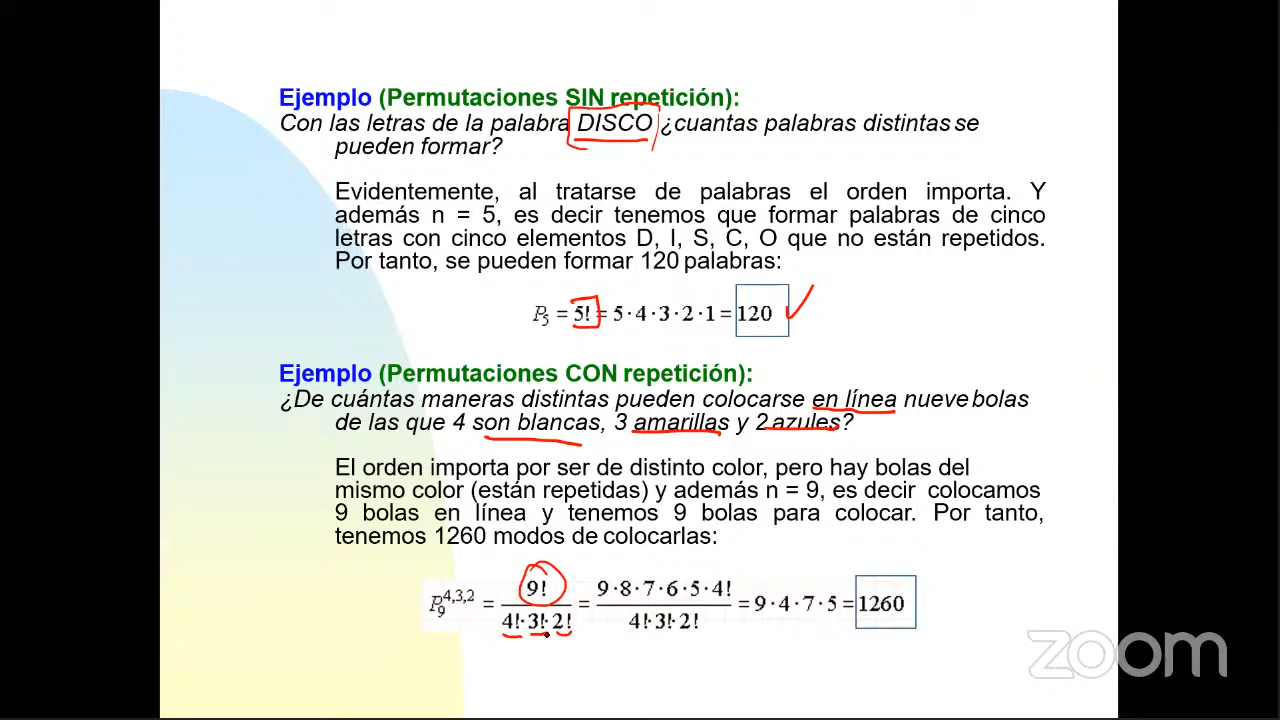 Ejemplo (Permutaciones SIN repetición):
Con las letras de la palabra DISCO ¿cuantas palabras distintas se
pueden formar?
Evidentemente, al tratarse de palabras el orden importa. Y
además n = 5, es decir tenemos que formar palabras de cinco
letras con cinco elementos D, I, S, C, O que no están repetidos.
Por tanto, se pueden formar 120 palabras:
P₅ = 5! = 5 · 4 · 3 · 2 · 1 = 120
Ejemplo (Permutaciones CON repetición):
¿De cuántas maneras distintas pueden colocarse en línea nueve bolas
de las que 4 son blancas, 3 amarillas y 2 azules?
El orden importa por ser de distinto color, pero hay bolas del
mismo color (están repetidas) y además n = 9, es decir colocamos
9 bolas en línea y tenemos 9 bolas para colocar. Por tanto,
tenemos 1260 modos de colocarlas:
P₉^{4,3,2} = 9! / (4!·3!·2!) = (9·8·7·6·5·4!) / (4!·3!·2!) = 9·4·7·5 = 1260
zoom